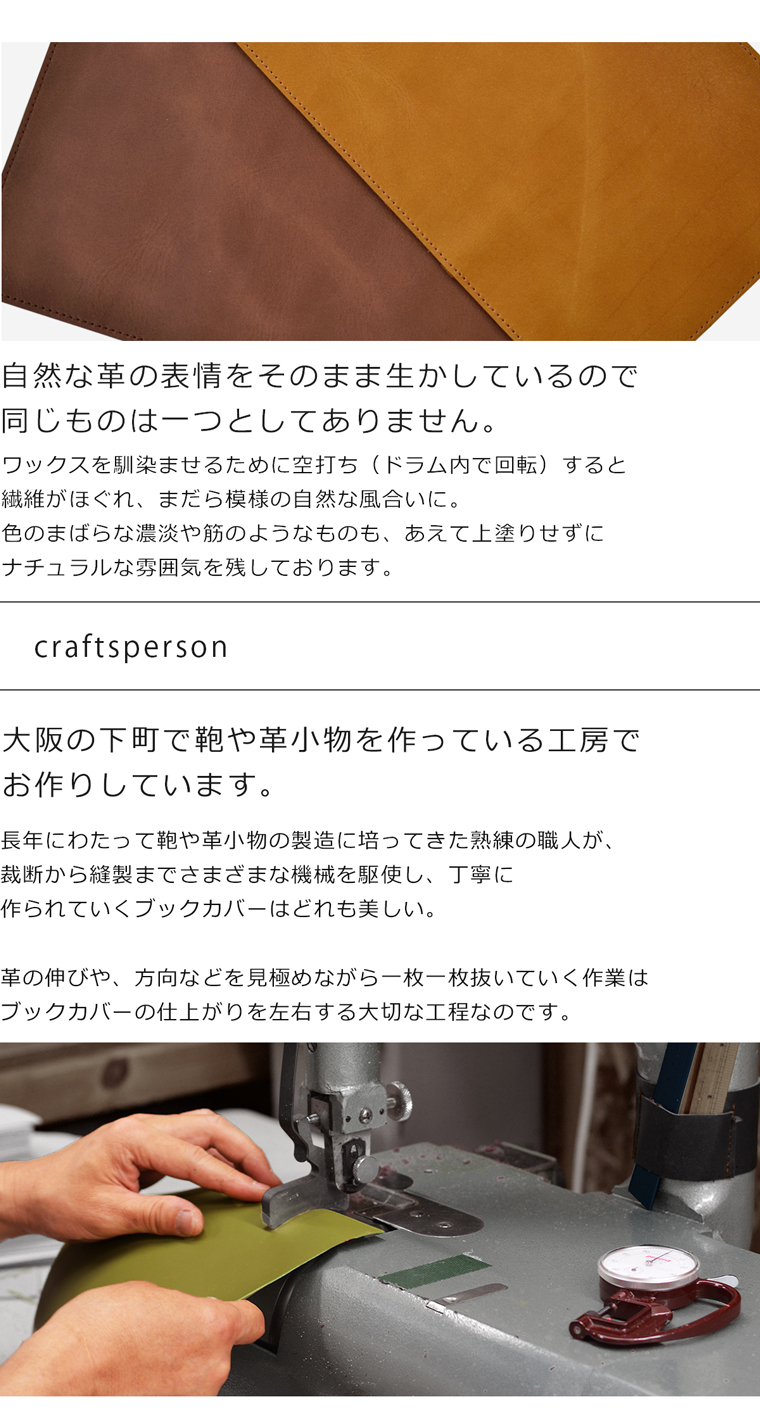 自然な革の表情をそのまま生かしているので
同じものは一つとしてありません。
ワックスを馴染ませるために空打ち（ドラム内で回転）すると
繊維がほぐれ、まだら模様の自然な風合いに。
色のまばらな濃淡や筋のようなものも、あえて上塗りせずに
ナチュラルな雰囲気を残しております。
craftsperson
大阪の下町で鞄や革小物を作っている工房で
お作りしています。
長年にわたって鞄や革小物の製造に培ってきた熟練の職人が、
裁断から縫製までさまざまな機械を駆使し、丁寧に
作られていくブックカバーはどれも美しい。
革の伸びや、方向などを見極めながら一枚一枚抜いていく作業は
ブックカバーの仕上がりを左右する大切な工程なのです。